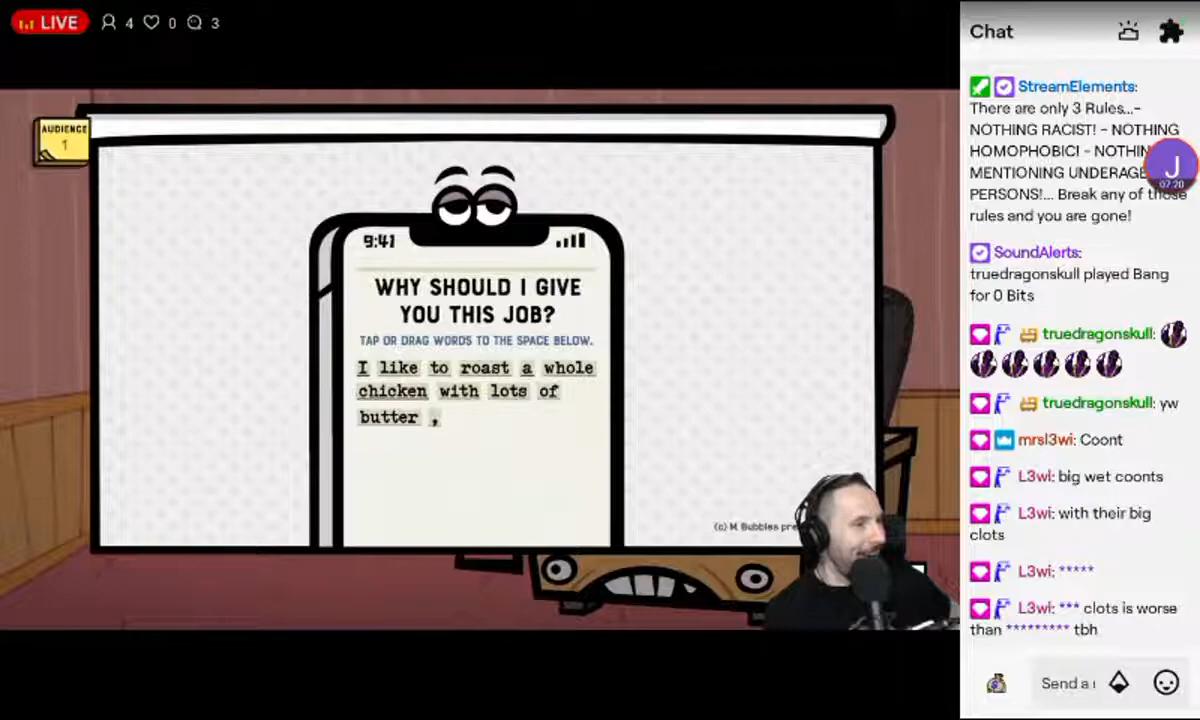 LIVE 4 0 3
AUDIENCE
1
9:41
WHY SHOULD I GIVE
YOU THIS JOB?
TAP OR DRAG WORDS TO THE SPACE BELOW.
I like to roast a whole
chicken with lots of
butter ,
(c) M Bubbles pre
Chat
StreamElements:
There are only 3 Rules...-
NOTHING RACIST! - NOTHING
HOMOPHOBIC! - NOTHIN
MENTIONING UNDERAGE
PERSONS!... Break any of those
rules and you are gone!
J
07:20
SoundAlerts:
truedragonskull played Bang
for 0 Bits
truedragonskull:
truedragonskull: yw
mrsl3wi: Coont
L3wi: big wet coonts
L3wi: with their big
clots
L3wi: *****
L3wi: *** clots is worse
than ********* tbh
Send a